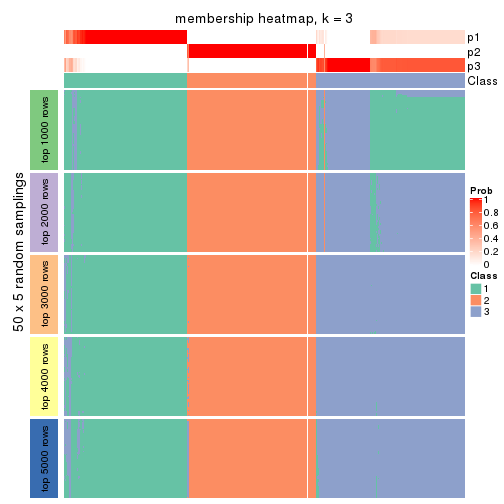 membership heatmap, k = 3
p1
p2
p3
Class
50 x 5 random samplings
top 1000 rows
top 2000 rows
top 3000 rows
top 4000 rows
top 5000 rows
Prob
1
0.8
0.6
0.4
0.2
0
Class
1
2
3